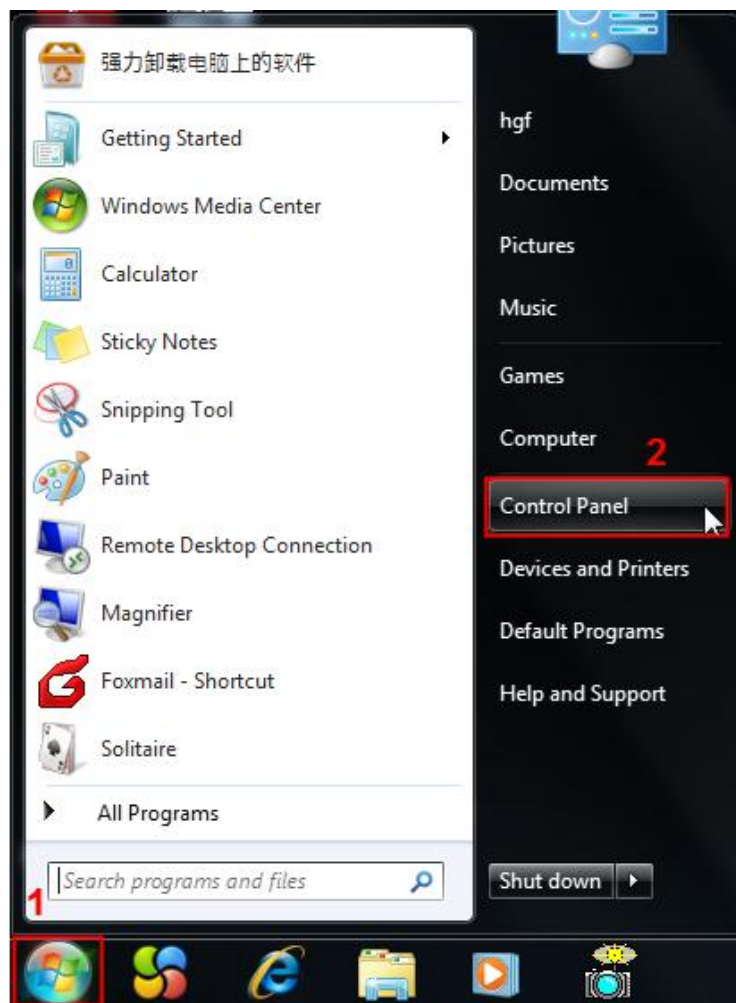 强力卸载电脑上的软件
Getting Started
Windows Media Center
Calculator
Sticky Notes
Snipping Tool
Paint
Remote Desktop Connection
Magnifier
Foxmail - Shortcut
Solitaire
All Programs
Search programs and files
1
hgf
Documents
Pictures
Music
Games
Computer
2
Control Panel
Devices and Printers
Default Programs
Help and Support
Shut down